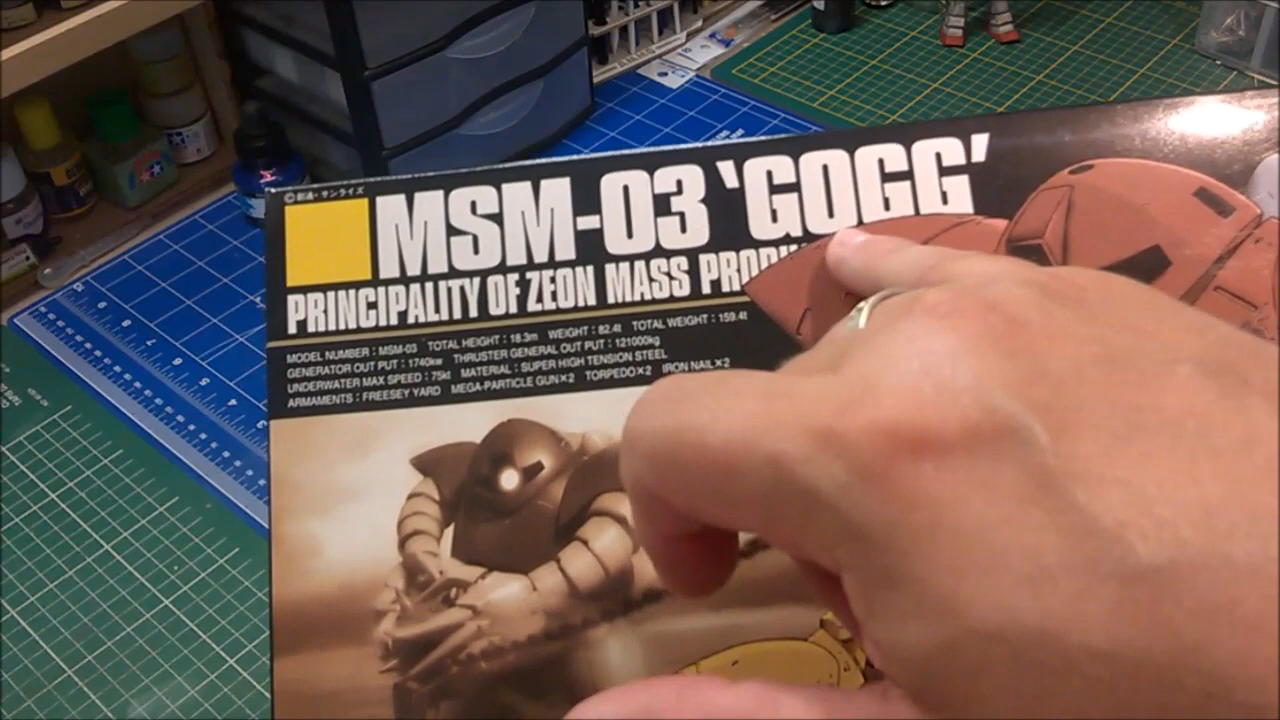 ©創通・サンライズ
MSM-03 'GOGG'
PRINCIPALITY OF ZEON MASS
MODEL NUMBER : MSM-03 TOTAL HEIGHT : 18.3m WEIGHT : 82.4t TOTAL WEIGHT : 159.4t
GENERATOR OUT PUT : 1740kw THRUSTER GENERAL OUT PUT : 121000kg
UNDERWATER MAX SPEED : 75kt MATERIAL : SUPER HIGH TENSION STEEL
ARMAMENTS : FREESEY YARD MEGA-PARTICLE GUN×2 TORPEDO×2 IRON NAIL×2